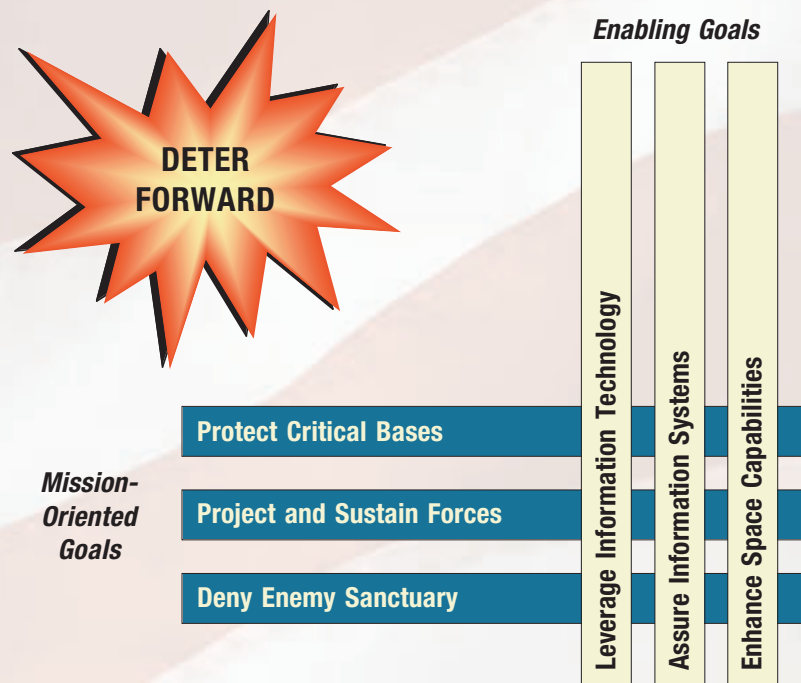 Enabling Goals
DETER
FORWARD
Leverage Information Technology
Assure Information Systems
Enhance Space Capabilities
Mission-
Oriented
Goals
Protect Critical Bases
Project and Sustain Forces
Deny Enemy Sanctuary